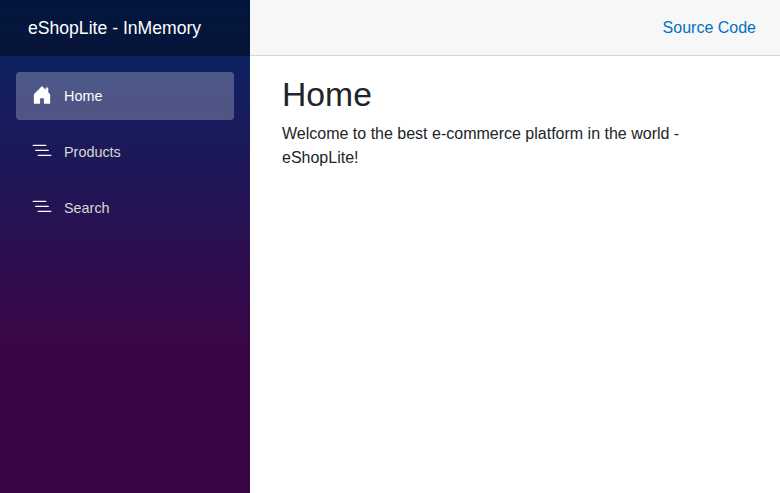 eShopLite - InMemory
Source Code
Home
Products
Search
Home
Welcome to the best e-commerce platform in the world -
eShopLite!